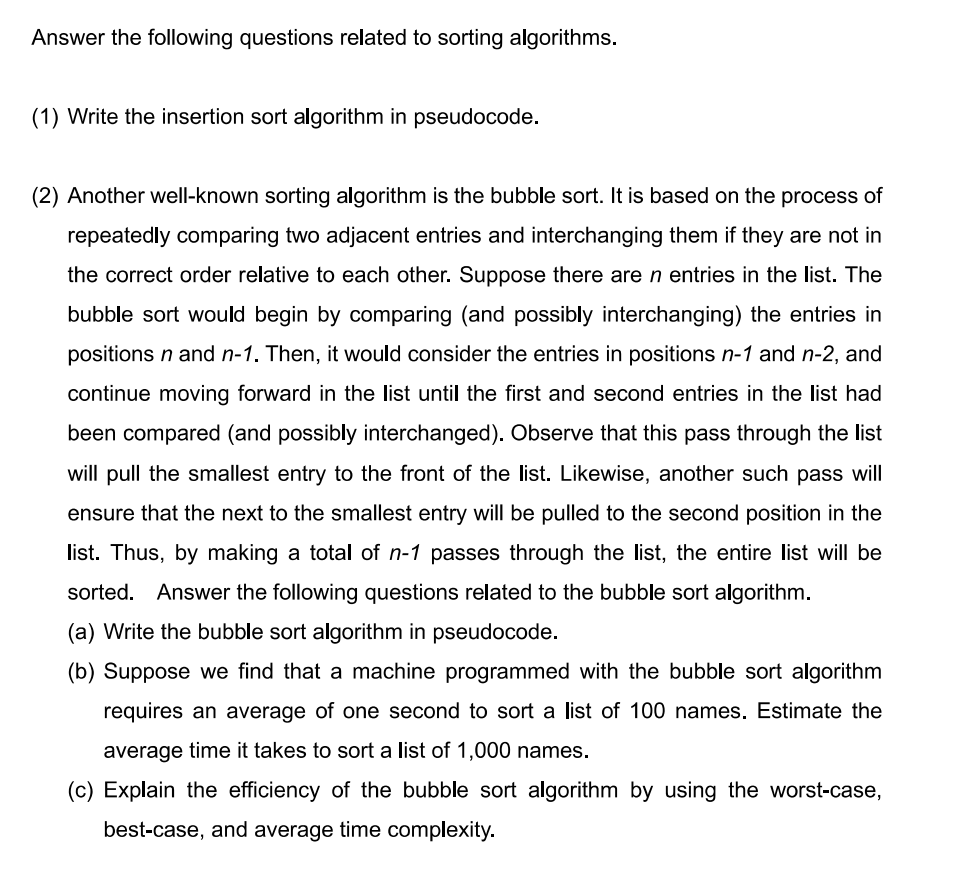 Answer the following questions related to sorting algorithms.
(1) Write the insertion sort algorithm in pseudocode.
(2) Another well-known sorting algorithm is the bubble sort. It is based on the process of
repeatedly comparing two adjacent entries and interchanging them if they are not in
the correct order relative to each other. Suppose there are n entries in the list. The
bubble sort would begin by comparing (and possibly interchanging) the entries in
positions n and n-1. Then, it would consider the entries in positions n-1 and n-2, and
continue moving forward in the list until the first and second entries in the list had
been compared (and possibly interchanged). Observe that this pass through the list
will pull the smallest entry to the front of the list. Likewise, another such pass will
ensure that the next to the smallest entry will be pulled to the second position in the
list. Thus, by making a total of n-1 passes through the list, the entire list will be
sorted. Answer the following questions related to the bubble sort algorithm.
(a) Write the bubble sort algorithm in pseudocode.
(b) Suppose we find that a machine programmed with the bubble sort algorithm
requires an average of one second to sort a list of 100 names. Estimate the
average time it takes to sort a list of 1,000 names.
(c) Explain the efficiency of the bubble sort algorithm by using the worst-case,
best-case, and average time complexity.